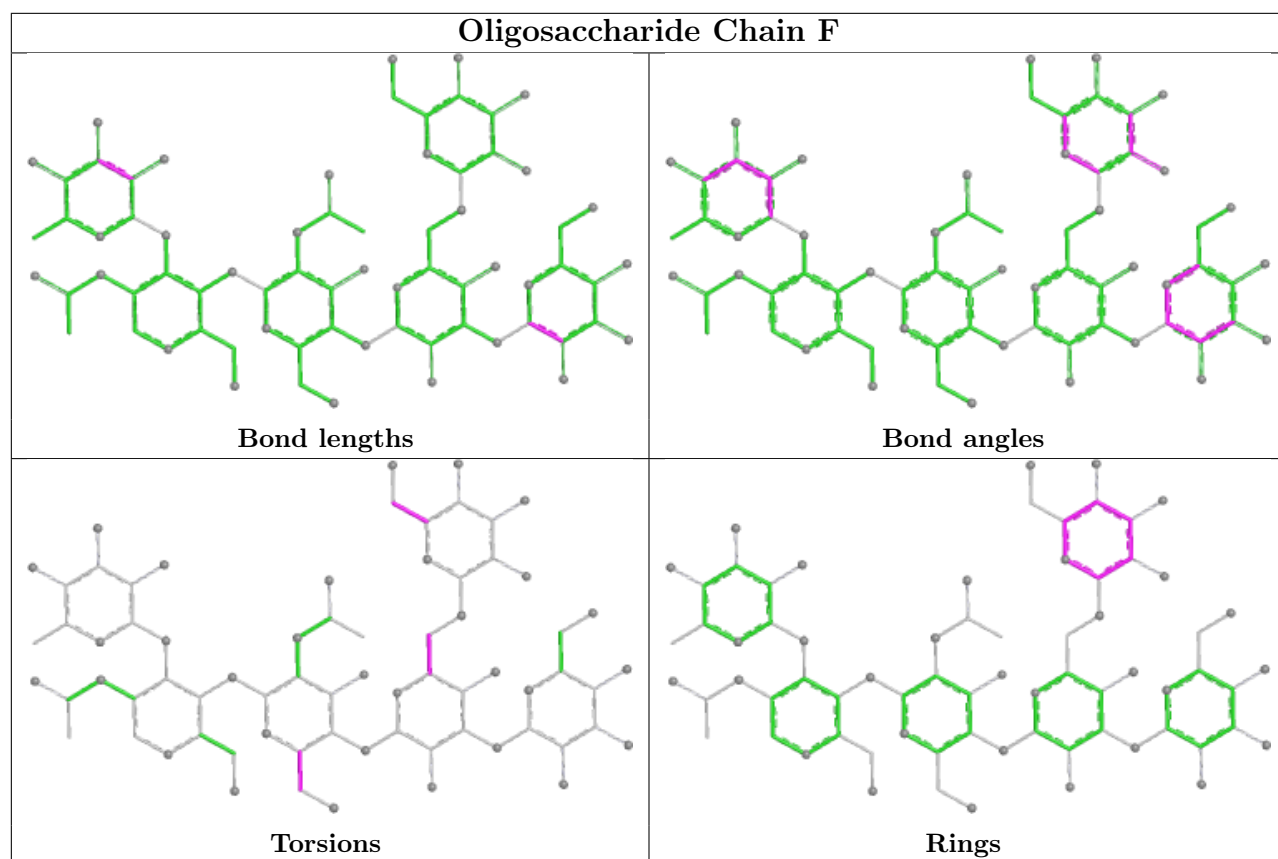 Oligosaccharide Chain F
Bond lengths
Bond angles
Torsions
Rings